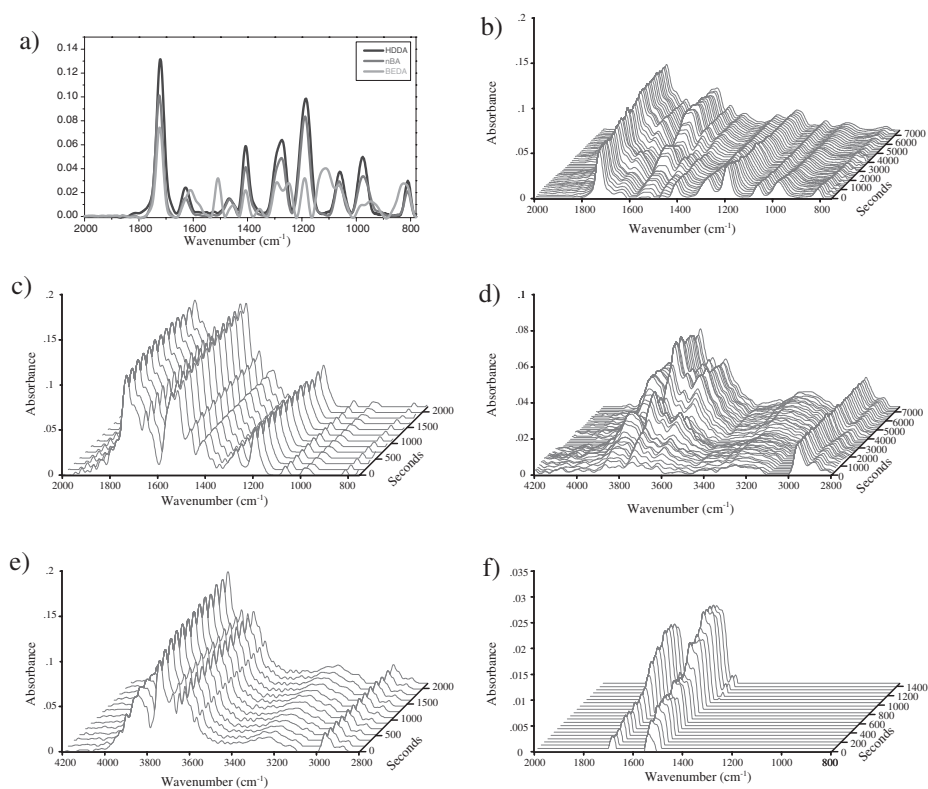 a)
0.14
0.12
0.10
0.08
0.06
0.04
0.02
0.00
2000 1800 1600 1400 1200 1000 800
Wavenumber (cm-1)
HDDA
nBA
BEDA
b)
.2
.15
.1
.05
0
Absorbance
2000 1800 1600 1400 1200 1000 800
Wavenumber (cm-1)
0
1000
2000
3000
4000
5000
6000
7000
Seconds
c)
.2
.15
.1
.05
0
Absorbance
2000 1800 1600 1400 1200 1000 800
Wavenumber (cm-1)
0
500
1000
1500
2000
Seconds
d)
.1
.08
.06
.04
.02
0
Absorbance
4200 4000 3800 3600 3400 3200 3000 2800
Wavenumber (cm-1)
0
1000
2000
3000
4000
5000
6000
7000
Seconds
e)
.2
.15
.1
.05
0
Absorbance
4200 4000 3800 3600 3400 3200 3000 2800
Wavenumber (cm-1)
0
500
1000
1500
2000
Seconds
f)
.035
.03
.025
.02
.015
.01
.005
0
Absorbance
2000 1800 1600 1400 1200 1000 800
Wavenumber (cm-1)
0
200
400
600
800
1000
1200
1400
Seconds